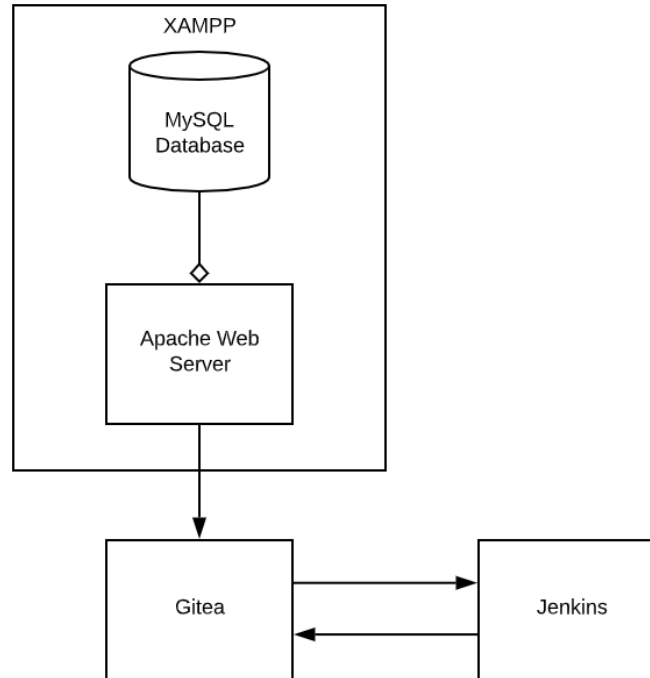 XAMPP
MySQL
Database
Apache Web
Server
Gitea
Jenkins